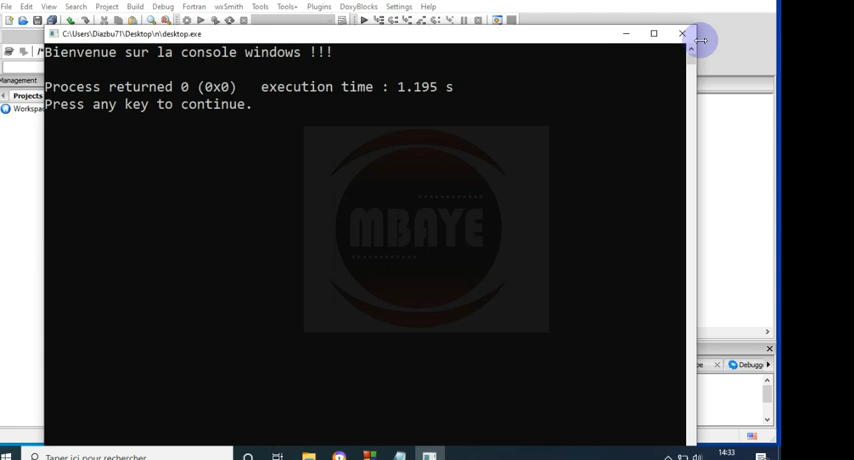 File Edit View Search Project Build Debug Fortran wxSmith Tools Tools+ Plugins DoxyBlocks Settings Help
C:\Users\Diazbu71\Desktop\n\desktop.exe
Bienvenue sur la console windows !!!
Management
Projects
Process returned 0 (0x0) execution time : 1.195 s
Press any key to continue.
MBAYE
Debugg
Taper ici pour rechercher
14:33